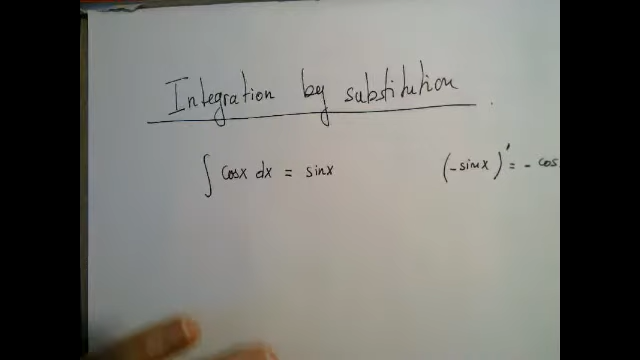 Integration by substitution
∫ cosx dx = sinx (-sinx)' = - cos